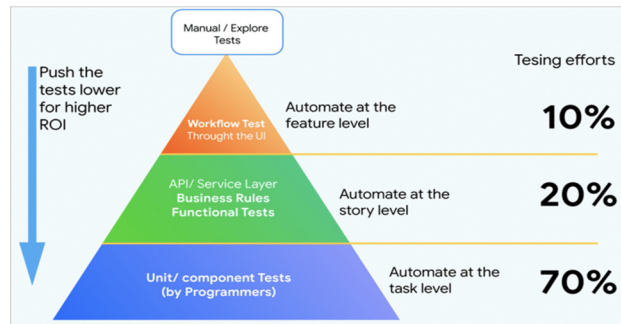 Manual / Explore
Tests
Tesing efforts
Push the
tests lower
for higher
ROI
Workflow Test
Throught the UI
Automate at the
feature level
10%
API/ Service Layer
Business Rules
Functional Tests
Automate at the
story level
20%
Unit/ component Tests
(by Programmers)
Automate at the
task level
70%